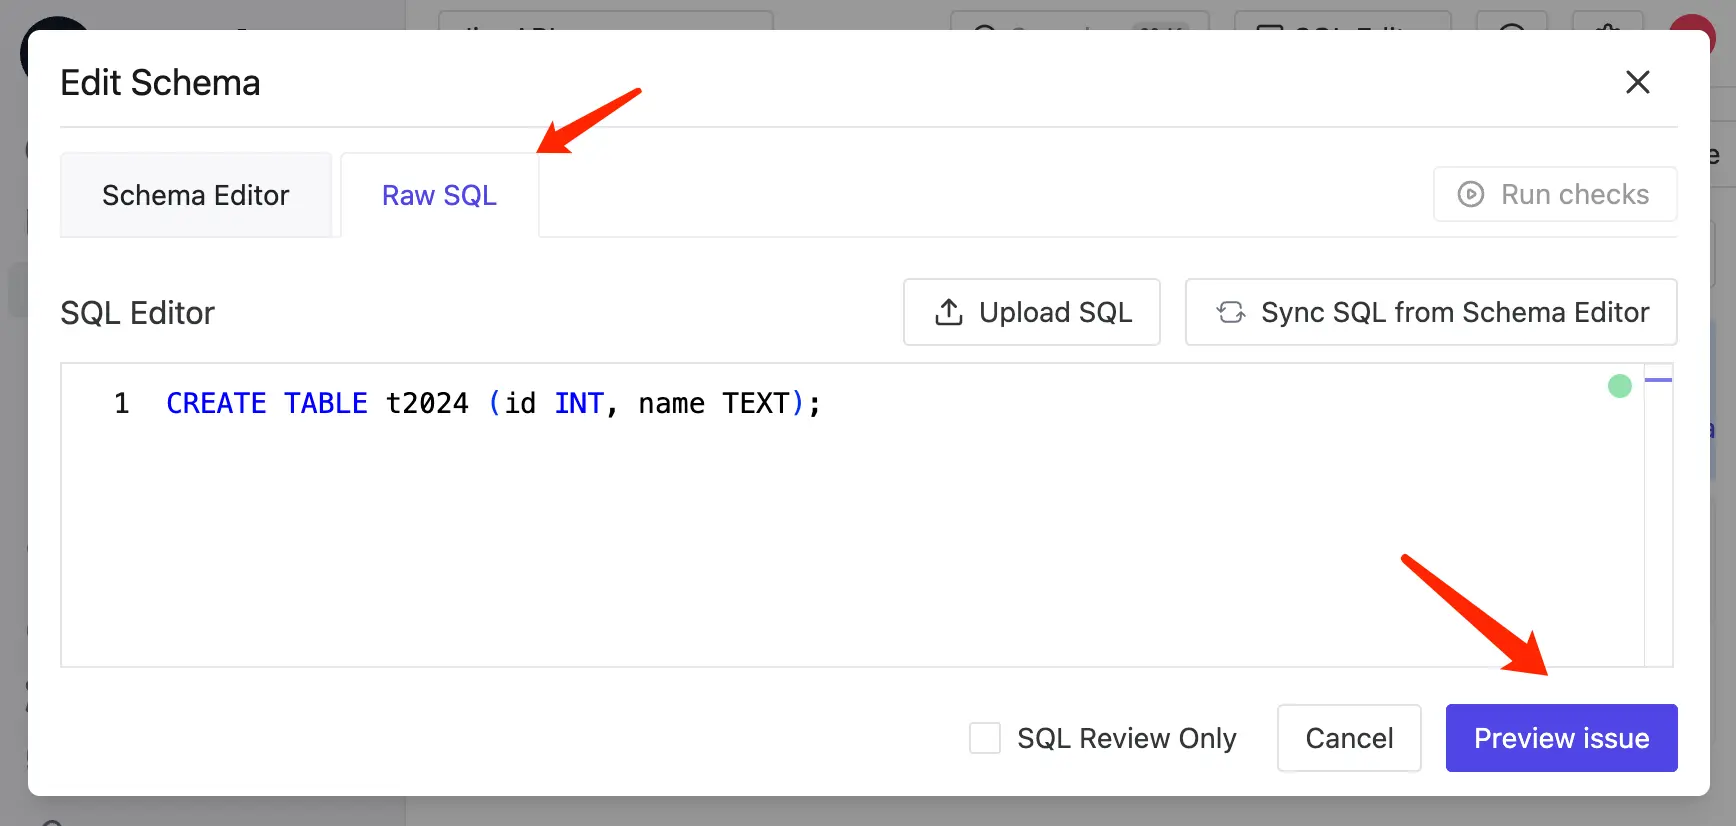 Edit Schema
Schema Editor
Raw SQL
Run checks
SQL Editor
Upload SQL
Sync SQL from Schema Editor
1 CREATE TABLE t2024 (id INT, name TEXT);
SQL Review Only
Cancel
Preview issue